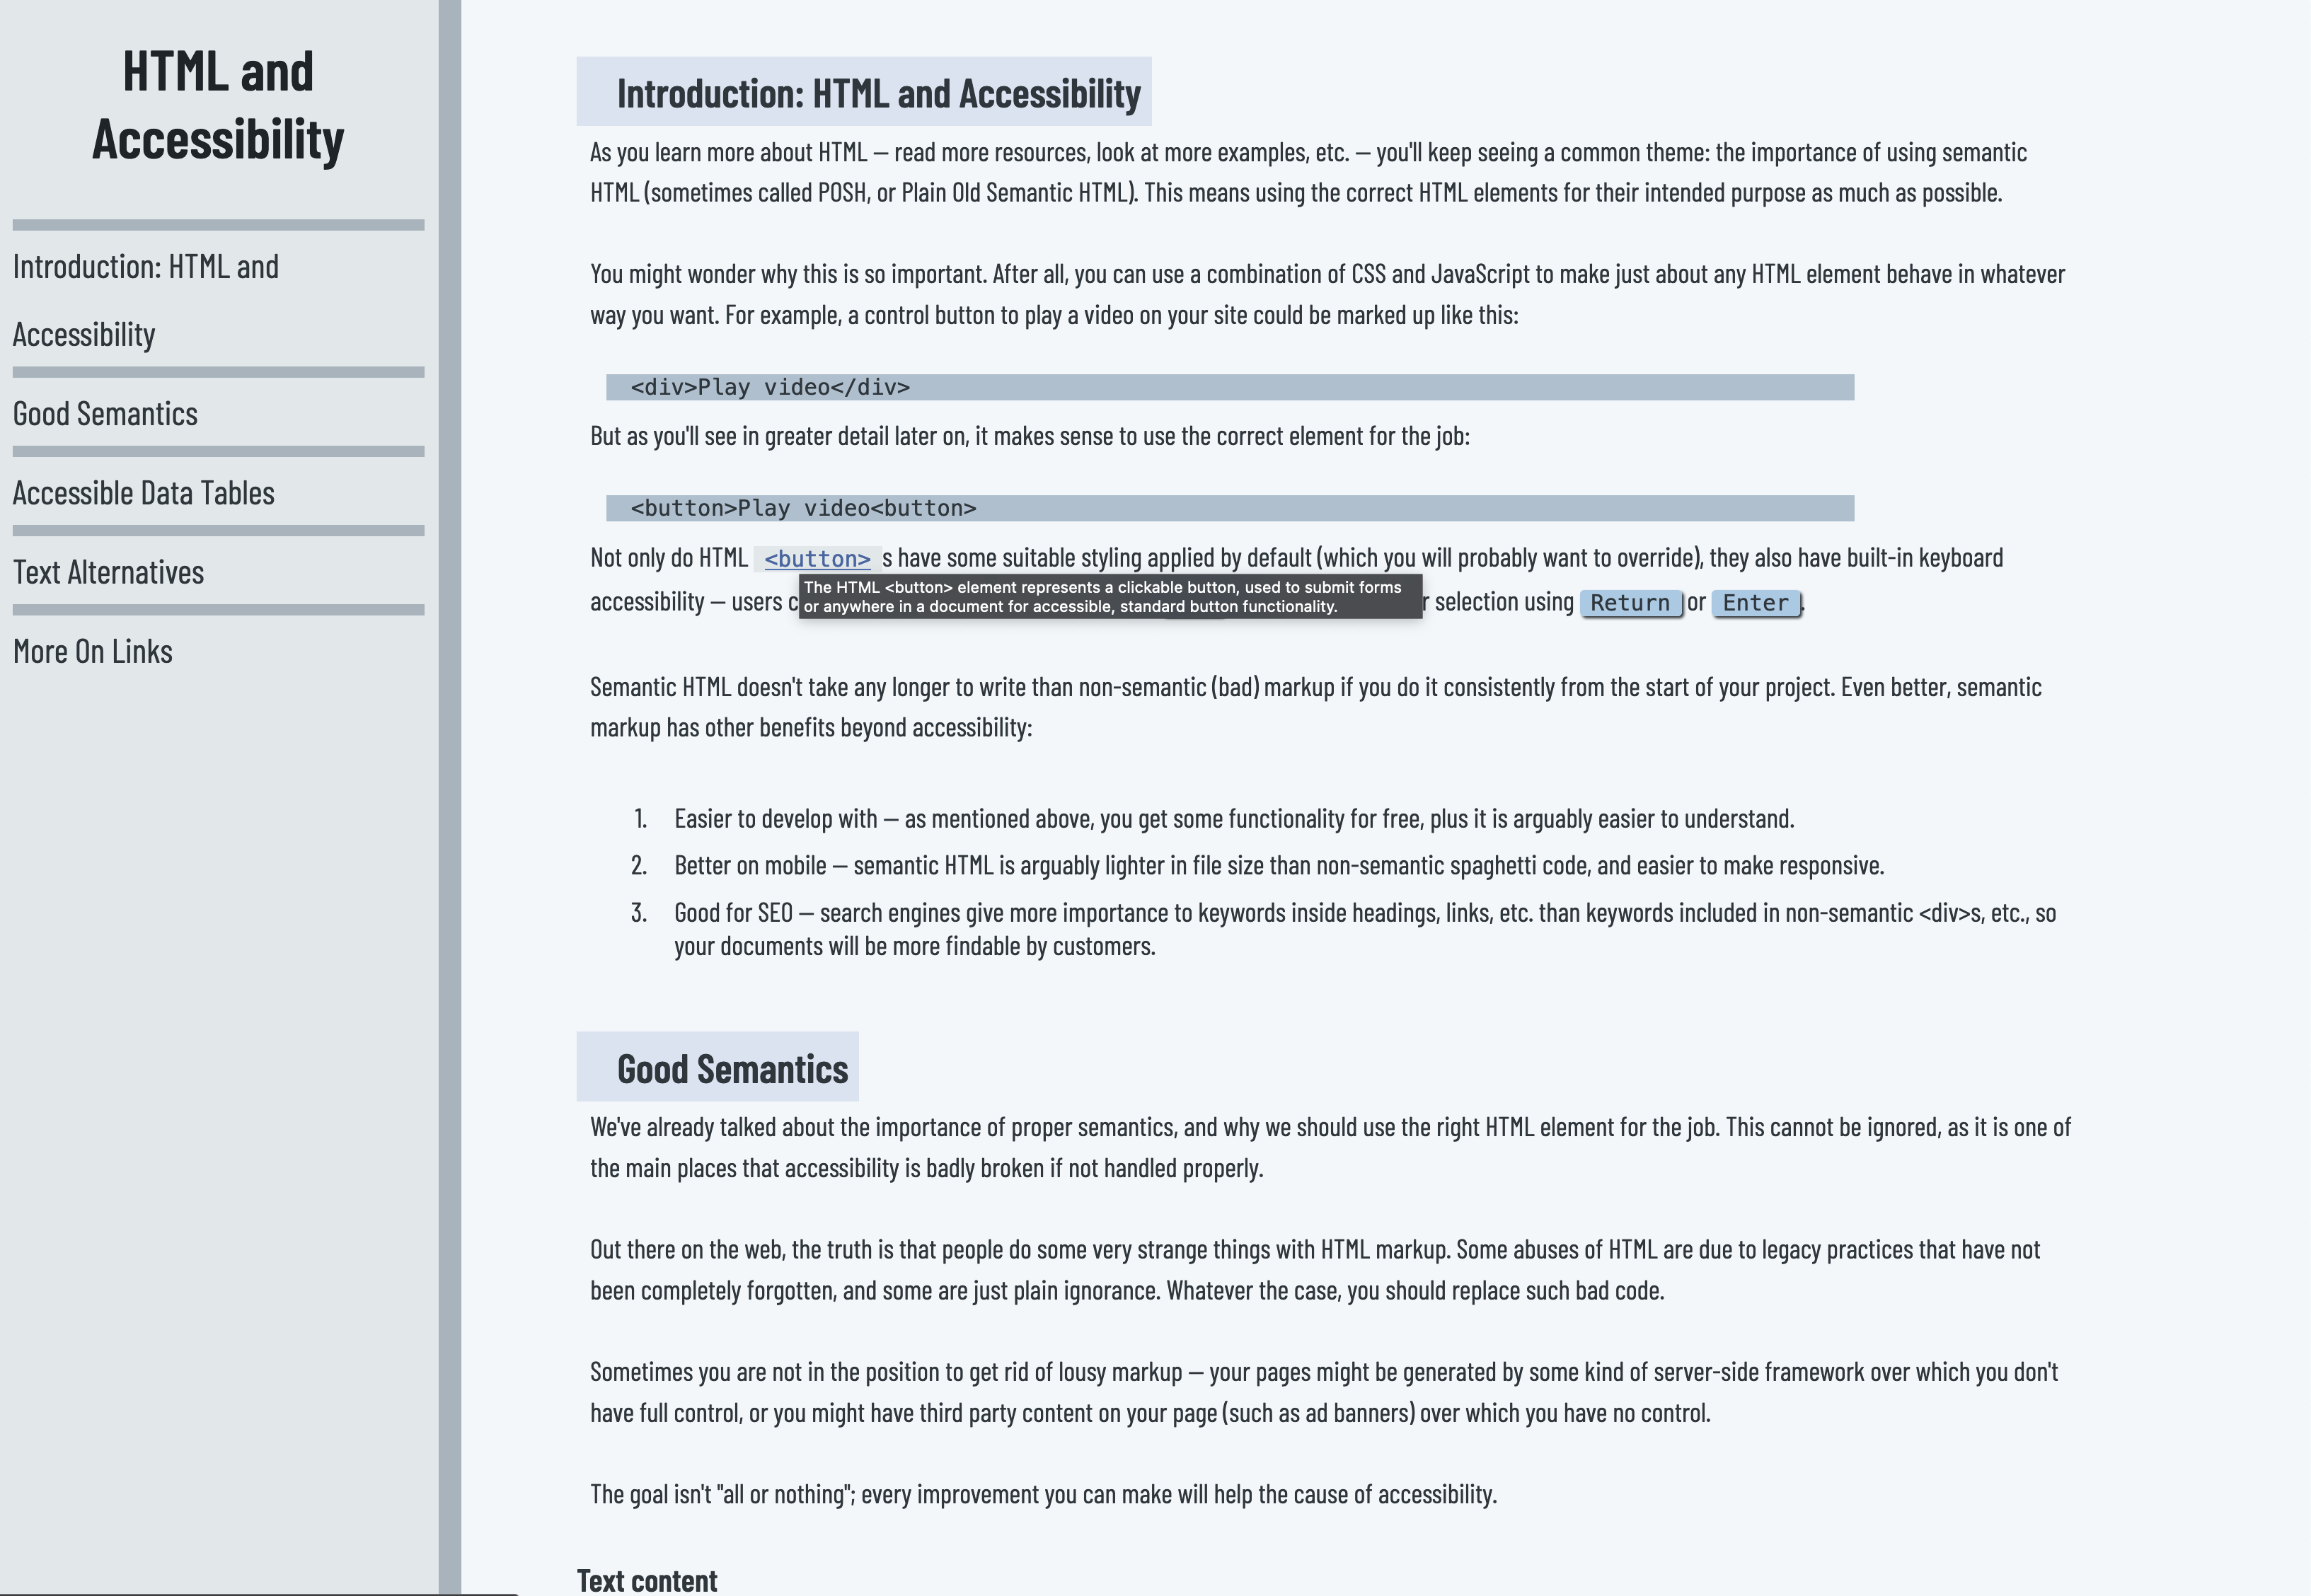 HTML and
Accessibility
Introduction: HTML and
Accessibility
Good Semantics
Accessible Data Tables
Text Alternatives
More On Links
Introduction: HTML and Accessibility
As you learn more about HTML — read more resources, look at more examples, etc. — you'll keep seeing a common theme: the importance of using semantic
HTML (sometimes called POSH, or Plain Old Semantic HTML). This means using the correct HTML elements for their intended purpose as much as possible.
You might wonder why this is so important. After all, you can use a combination of CSS and JavaScript to make just about any HTML element behave in whatever
way you want. For example, a control button to play a video on your site could be marked up like this:
<div>Play video</div>
But as you'll see in greater detail later on, it makes sense to use the correct element for the job:
<button>Play video<button>
Not only do HTML <button> s have some suitable styling applied by default (which you will probably want to override), they also have built-in keyboard
The HTML <button> element represents a clickable button, used to submit forms
or anywhere in a document for accessible, standard button functionality.
accessibility — users r selection using Return or Enter.
Semantic HTML doesn't take any longer to write than non-semantic (bad) markup if you do it consistently from the start of your project. Even better, semantic
markup has other benefits beyond accessibility:
1. Easier to develop with — as mentioned above, you get some functionality for free, plus it is arguably easier to understand.
2. Better on mobile — semantic HTML is arguably lighter in file size than non-semantic spaghetti code, and easier to make responsive.
3. Good for SEO — search engines give more importance to keywords inside headings, links, etc. than keywords included in non-semantic <div>s, etc., so
your documents will be more findable by customers.
Good Semantics
We've already talked about the importance of proper semantics, and why we should use the right HTML element for the job. This cannot be ignored, as it is one of
the main places that accessibility is badly broken if not handled properly.
Out there on the web, the truth is that people do some very strange things with HTML markup. Some abuses of HTML are due to legacy practices that have not
been completely forgotten, and some are just plain ignorance. Whatever the case, you should replace such bad code.
Sometimes you are not in the position to get rid of lousy markup — your pages might be generated by some kind of server-side framework over which you don't
have full control, or you might have third party content on your page (such as ad banners) over which you have no control.
The goal isn't "all or nothing"; every improvement you can make will help the cause of accessibility.
Text content